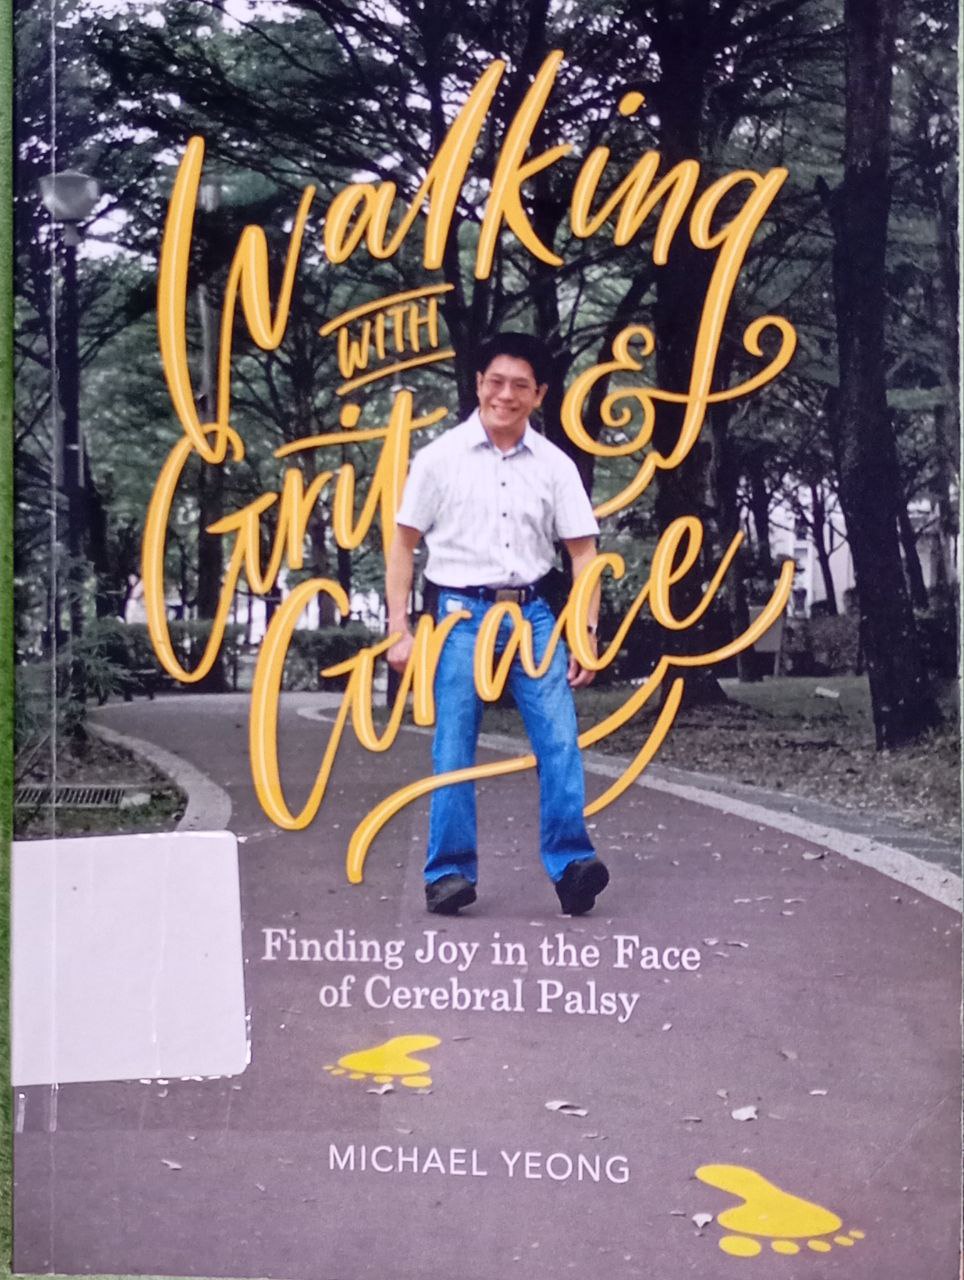 Walking
WITH
Grit &
Grace
Finding Joy in the Face
of Cerebral Palsy
MICHAEL YEONG